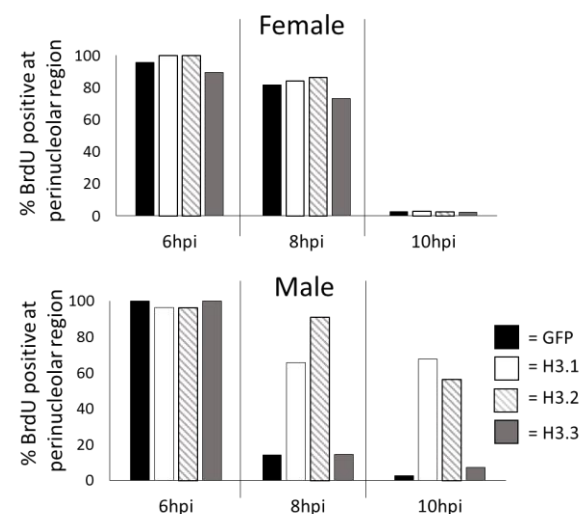 Female
% BrdU positive at
perinucleolar region
100
80
60
40
20
0
6hpi 8hpi 10hpi
Male
% BrdU positive at
perinucleolar region
100
80
60
40
20
0
6hpi 8hpi 10hpi
= GFP
= H3.1
= H3.2
= H3.3